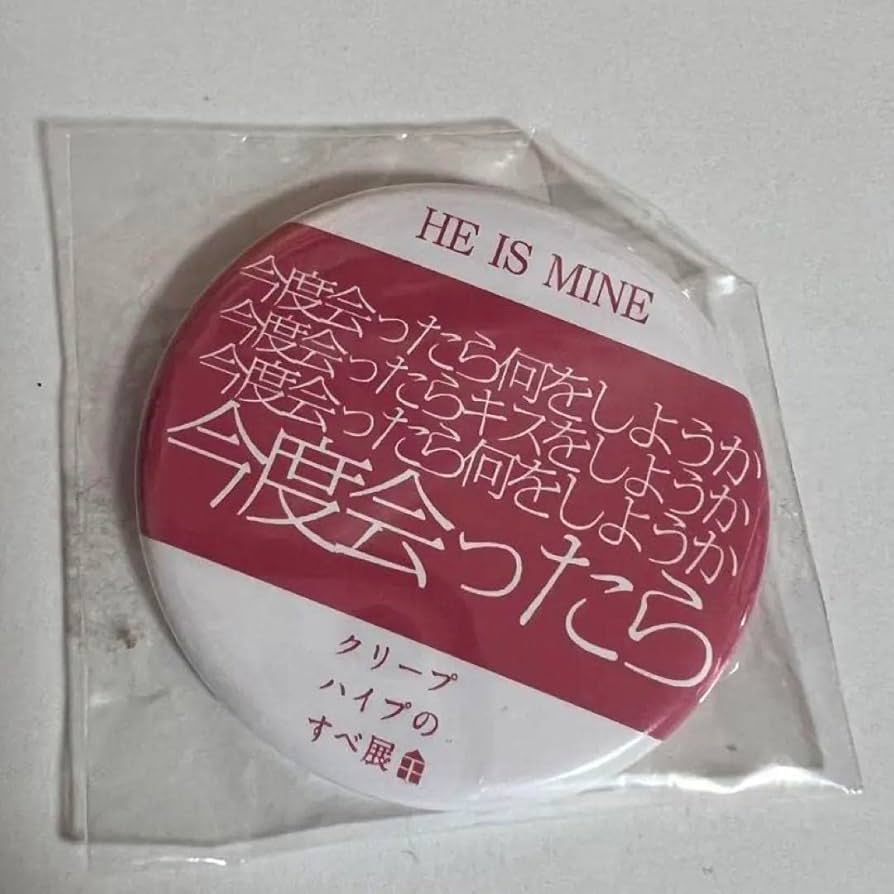 HE IS MINE
今度会ったら何をしようか
今度会ったらキスをしようか
今度会ったら何をしようか
今度会ったら
クリープ
ハイプの
すべ展